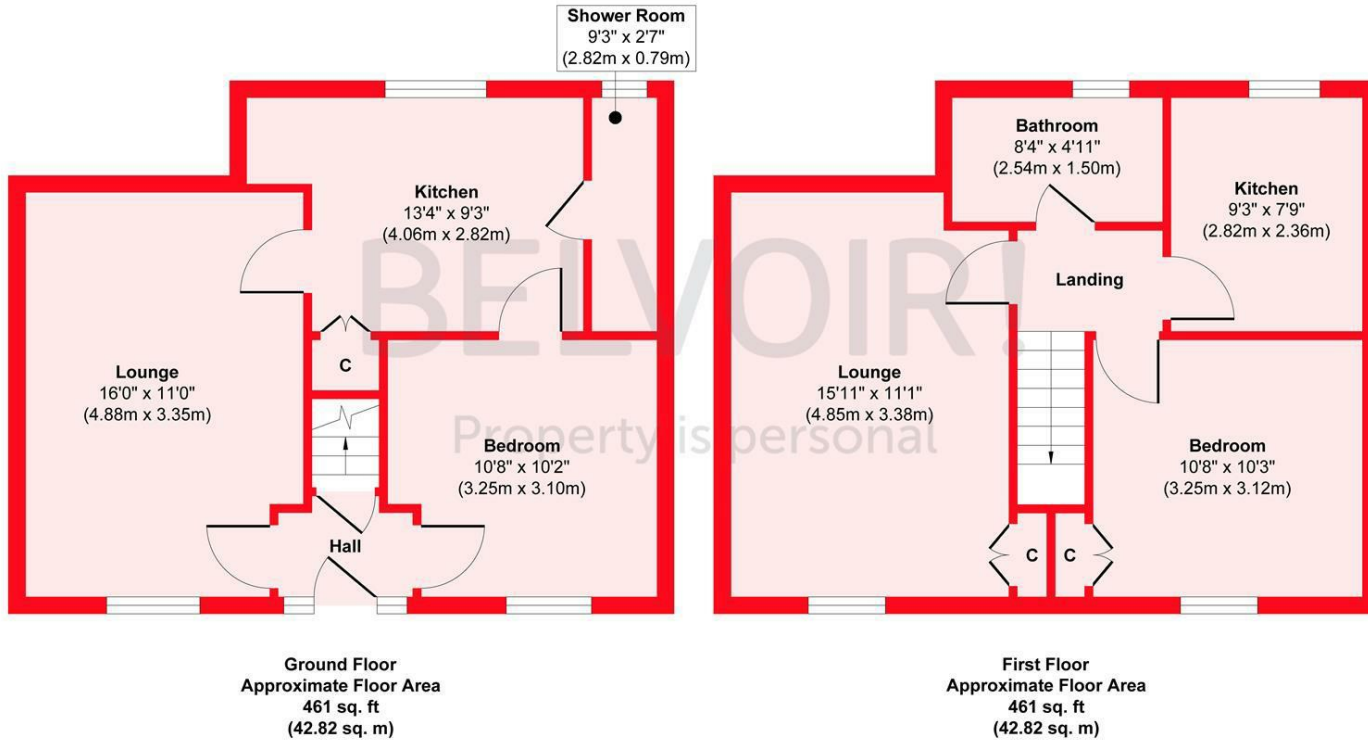 Shower Room
9'3" x 2'7"
(2.82m x 0.79m)
Kitchen
13'4" x 9'3"
(4.06m x 2.82m)
C
Lounge
16'0" x 11'0"
(4.88m x 3.35m)
Bedroom
10'8" x 10'2"
(3.25m x 3.10m)
Hall
Ground Floor
Approximate Floor Area
461 sq. ft
(42.82 sq. m)
Bathroom
8'4" x 4'11"
(2.54m x 1.50m)
Kitchen
9'3" x 7'9"
(2.82m x 2.36m)
Landing
Lounge
15'11" x 11'1"
(4.85m x 3.38m)
Bedroom
10'8" x 10'3"
(3.25m x 3.12m)
C
C
First Floor
Approximate Floor Area
461 sq. ft
(42.82 sq. m)
BELVOIR!
Property is personal